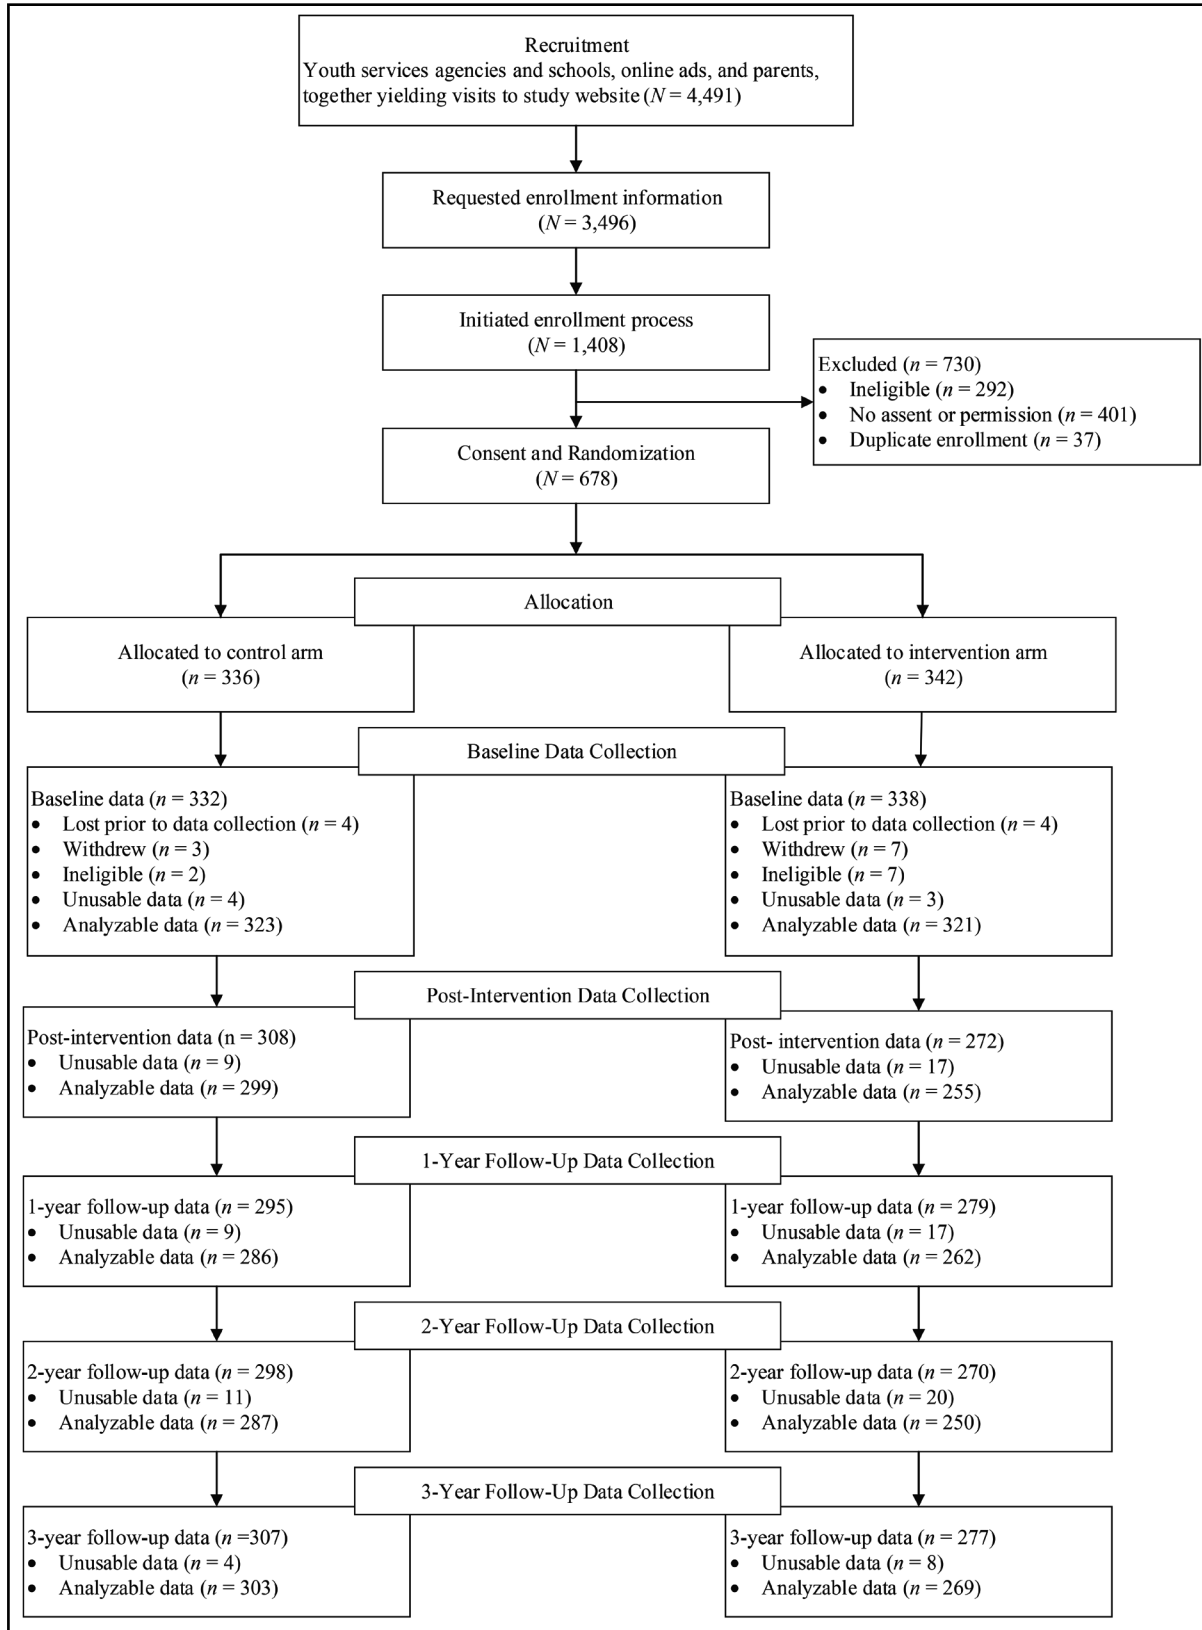 Recruitment
Youth services agencies and schools, online ads, and parents,
together yielding visits to study website (N = 4,491)
Requested enrollment information
(N = 3,496)
Initiated enrollment process
(N = 1,408)
Excluded (n = 730)
• Ineligible (n = 292)
• No assent or permission (n = 401)
• Duplicate enrollment (n = 37)
Consent and Randomization
(N = 678)
Allocation
Allocated to control arm
(n = 336)
Allocated to intervention arm
(n = 342)
Baseline Data Collection
Baseline data (n = 332)
• Lost prior to data collection (n = 4)
• Withdrew (n = 3)
• Ineligible (n = 2)
• Unusable data (n = 4)
• Analyzable data (n = 323)
Baseline data (n = 338)
• Lost prior to data collection (n = 4)
• Withdrew (n = 7)
• Ineligible (n = 7)
• Unusable data (n = 3)
• Analyzable data (n = 321)
Post-Intervention Data Collection
Post-intervention data (n = 308)
• Unusable data (n = 9)
• Analyzable data (n = 299)
Post- intervention data (n = 272)
• Unusable data (n = 17)
• Analyzable data (n = 255)
1-Year Follow-Up Data Collection
1-year follow-up data (n = 295)
• Unusable data (n = 9)
• Analyzable data (n = 286)
1-year follow-up data (n = 279)
• Unusable data (n = 17)
• Analyzable data (n = 262)
2-Year Follow-Up Data Collection
2-year follow-up data (n = 298)
• Unusable data (n = 11)
• Analyzable data (n = 287)
2-year follow-up data (n = 270)
• Unusable data (n = 20)
• Analyzable data (n = 250)
3-Year Follow-Up Data Collection
3-year follow-up data (n =307)
• Unusable data (n = 4)
• Analyzable data (n = 303)
3-year follow-up data (n = 277)
• Unusable data (n = 8)
• Analyzable data (n = 269)